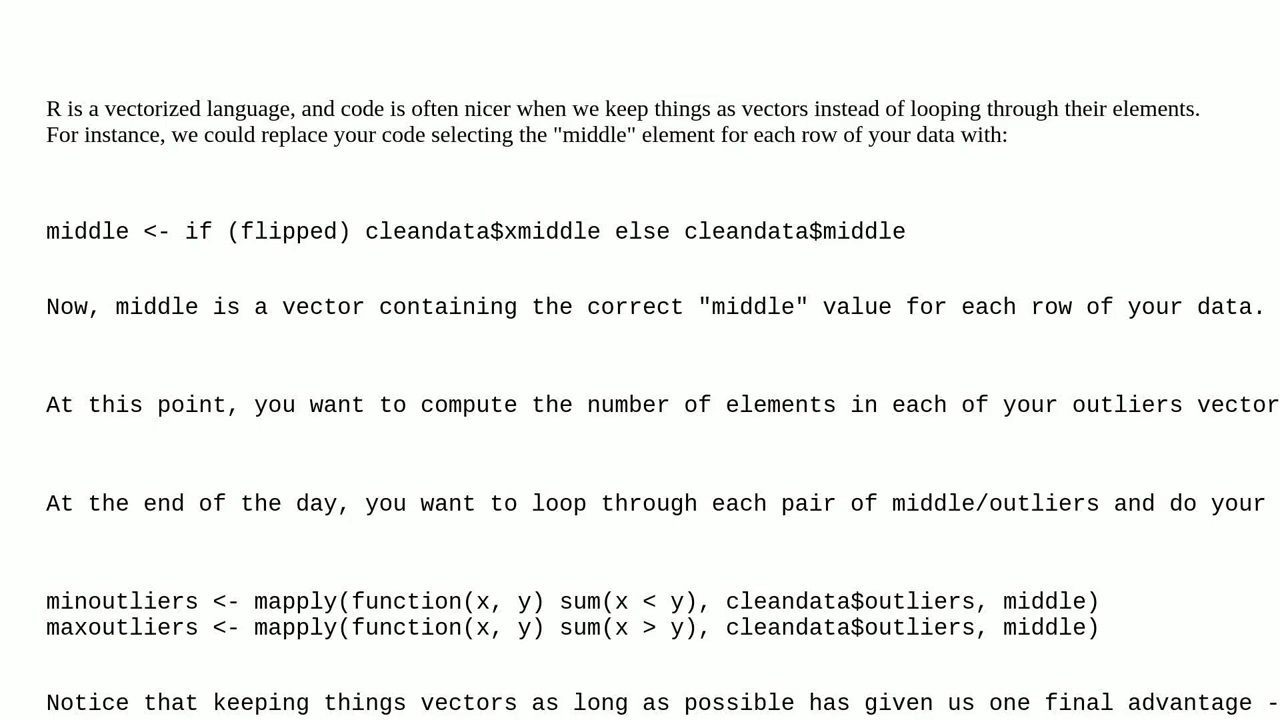 R is a vectorized language, and code is often nicer when we keep things as vectors instead of looping through their elements.
For instance, we could replace your code selecting the "middle" element for each row of your data with:
middle <- if (flipped) cleandata$xmiddle else cleandata$middle
Now, middle is a vector containing the correct "middle" value for each row of your data.
At this point, you want to compute the number of elements in each of your outliers vector
At the end of the day, you want to loop through each pair of middle/outliers and do your
minoutliers <- mapply(function(x, y) sum(x < y), cleandata$outliers, middle)
maxoutliers <- mapply(function(x, y) sum(x > y), cleandata$outliers, middle)
Notice that keeping things vectors as long as possible has given us one final advantage -